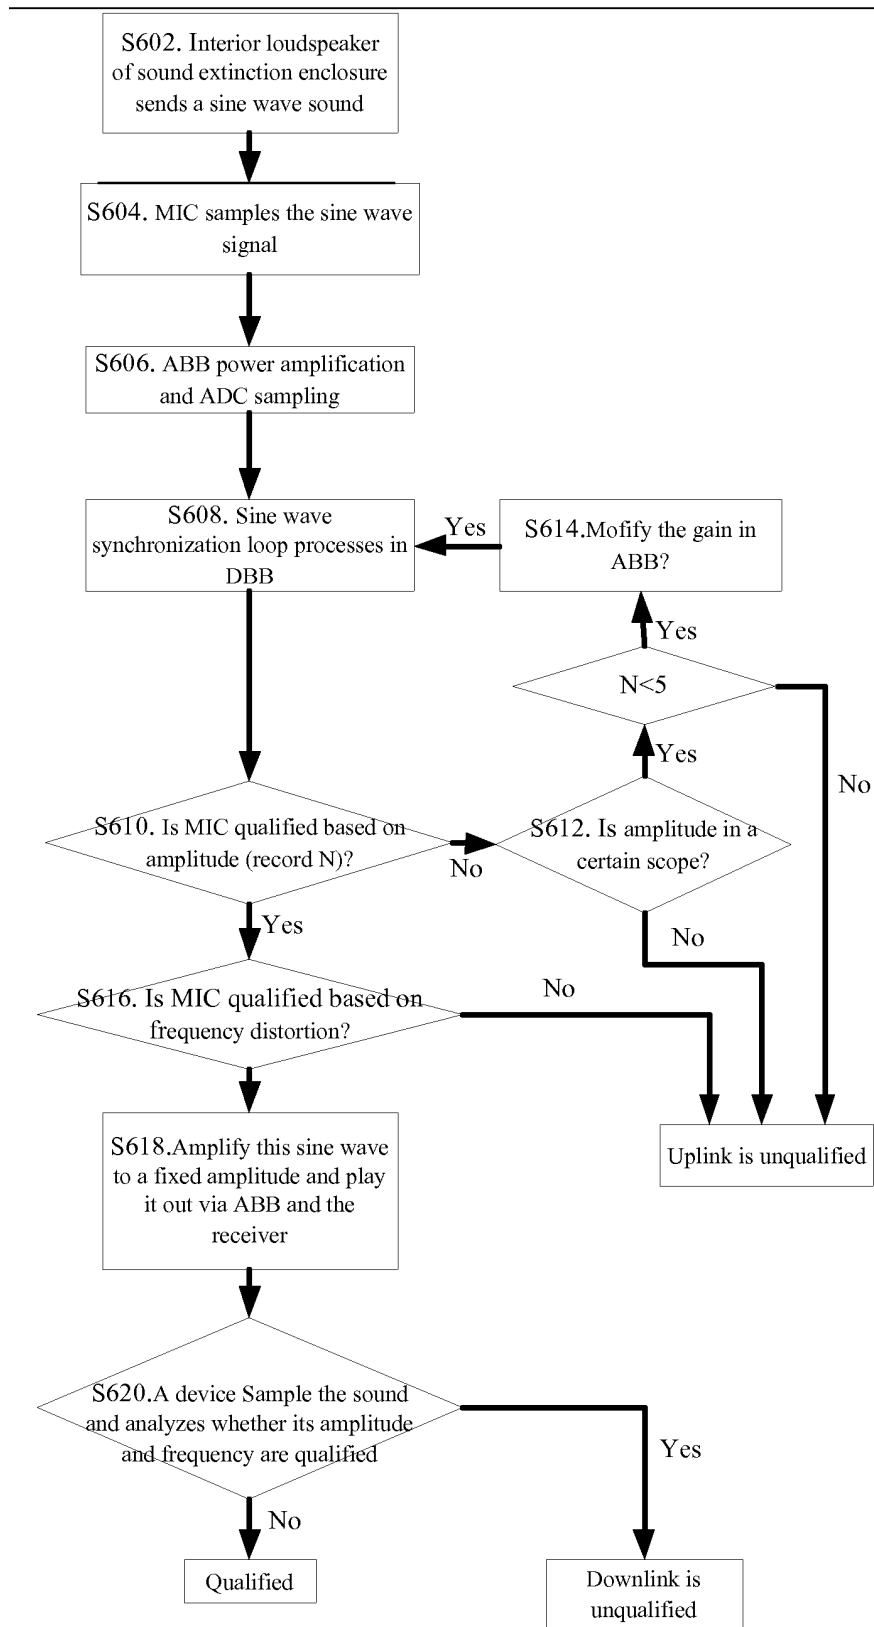 S602. Interior loudspeaker
of sound extinction enclosure
sends a sine wave sound
S604. MIC samples the sine wave
signal
S606. ABB power amplification
and ADC sampling
S608. Sine wave
synchronization loop processes in
DBB
Yes
S614.Mofify the gain in
ABB?
Yes
N<5
Yes
No
S610. Is MIC qualified based on
amplitude (record N)?
No
S612. Is amplitude in a
certain scope?
Yes
No
S616. Is MIC qualified based on
frequency distortion?
No
S618.Amplify this sine wave
to a fixed amplitude and play
it out via ABB and the
receiver
Uplink is unqualified
S620.A device Sample the sound
and analyzes whether its amplitude
and frequency are qualified
Yes
No
Qualified
Downlink is
unqualified